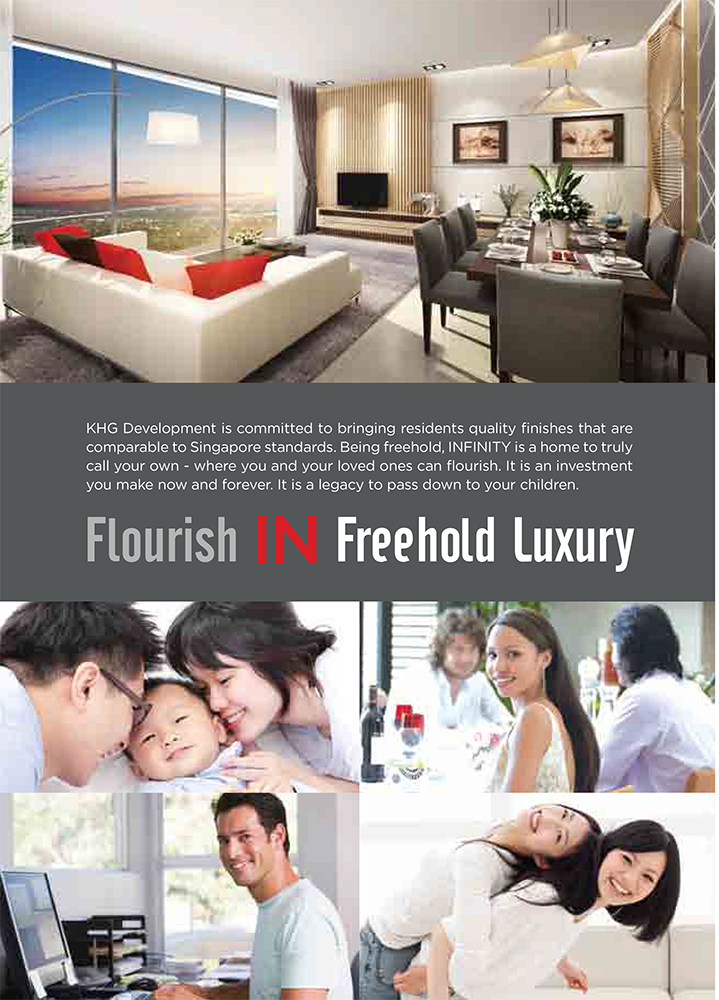 KHG Development is committed to bringing residents quality finishes that are
comparable to Singapore standards. Being freehold, INFINITY is a home to truly
call your own - where you and your loved ones can flourish. It is an investment
you make now and forever. It is a legacy to pass down to your children.
Flourish IN Freehold Luxury